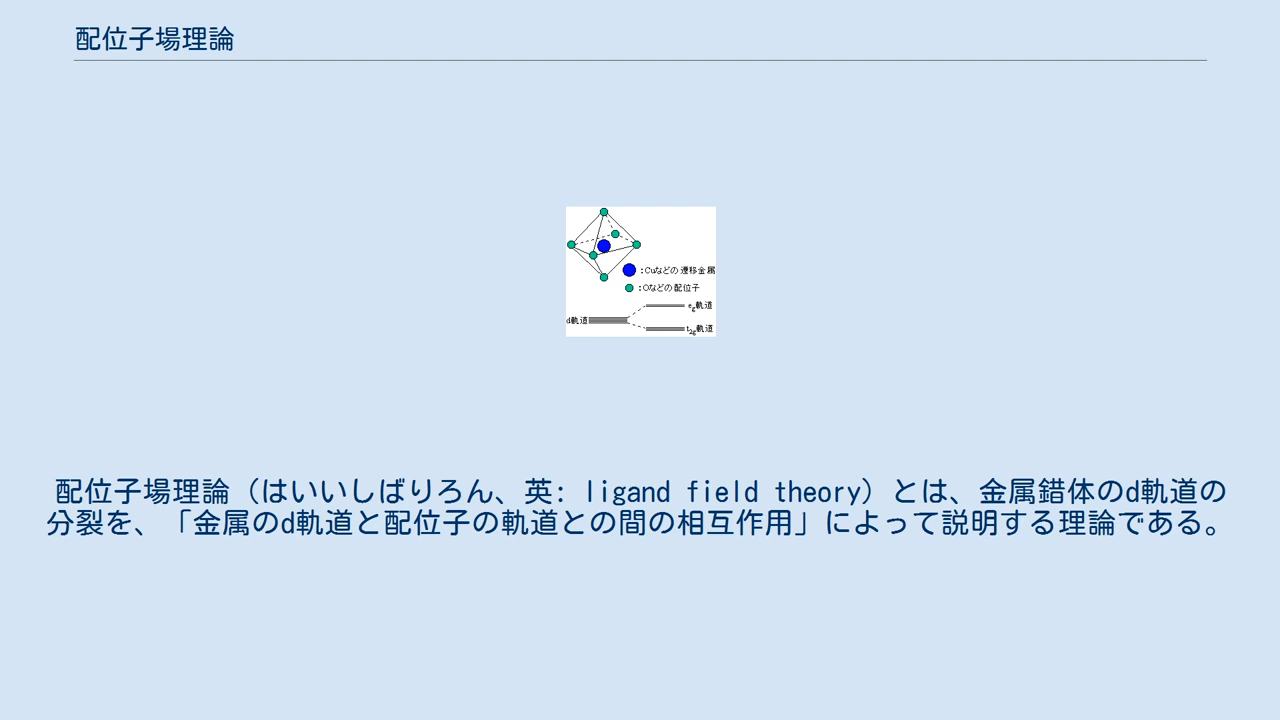 配位子場理論
:Cuなどの遷移金属
:Oなどの配位子
eg軌道
d軌道
t2g軌道
配位子場理論（はいいしばりろん、英: ligand field theory）とは、金属錯体のd軌道の
分裂を、「金属のd軌道と配位子の軌道との間の相互作用」によって説明する理論である。